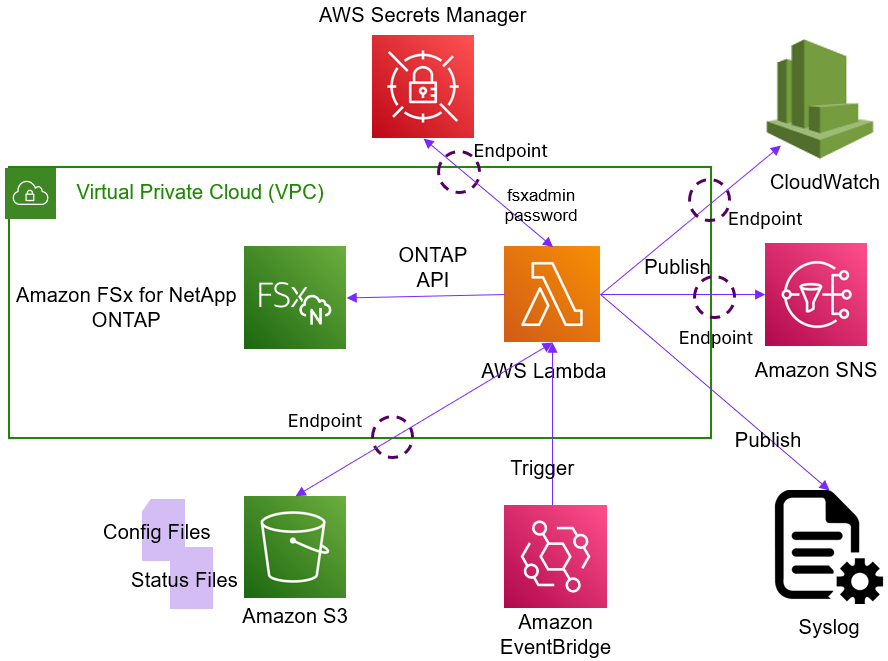 AWS Secrets Manager
Endpoint
Virtual Private Cloud (VPC)
fsxadmin
password
CloudWatch
Endpoint
ONTAP
API
Publish
Amazon FSx for NetApp
ONTAP
FSx
N
Endpoint
AWS Lambda
Amazon SNS
Endpoint
Publish
Trigger
Config Files
Status Files
Amazon S3
Amazon
EventBridge
Syslog